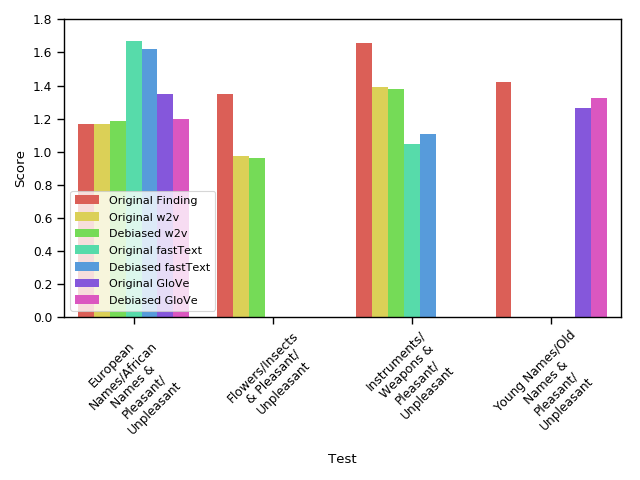 1.8
1.6
1.4
1.2
1.0
0.8
0.6
0.4
0.2
0.0
Score
Original Finding
Original w2v
Debiased w2v
Original fastText
Debiased fastText
Original GloVe
Debiased GloVe
European
Names/African
Names &
Pleasant/
Unpleasant
Flowers/Insects
& Pleasant/
Unpleasant
Instruments/
Weapons &
Pleasant/
Unpleasant
Young Names/Old
Names &
Pleasant/
Unpleasant
Test